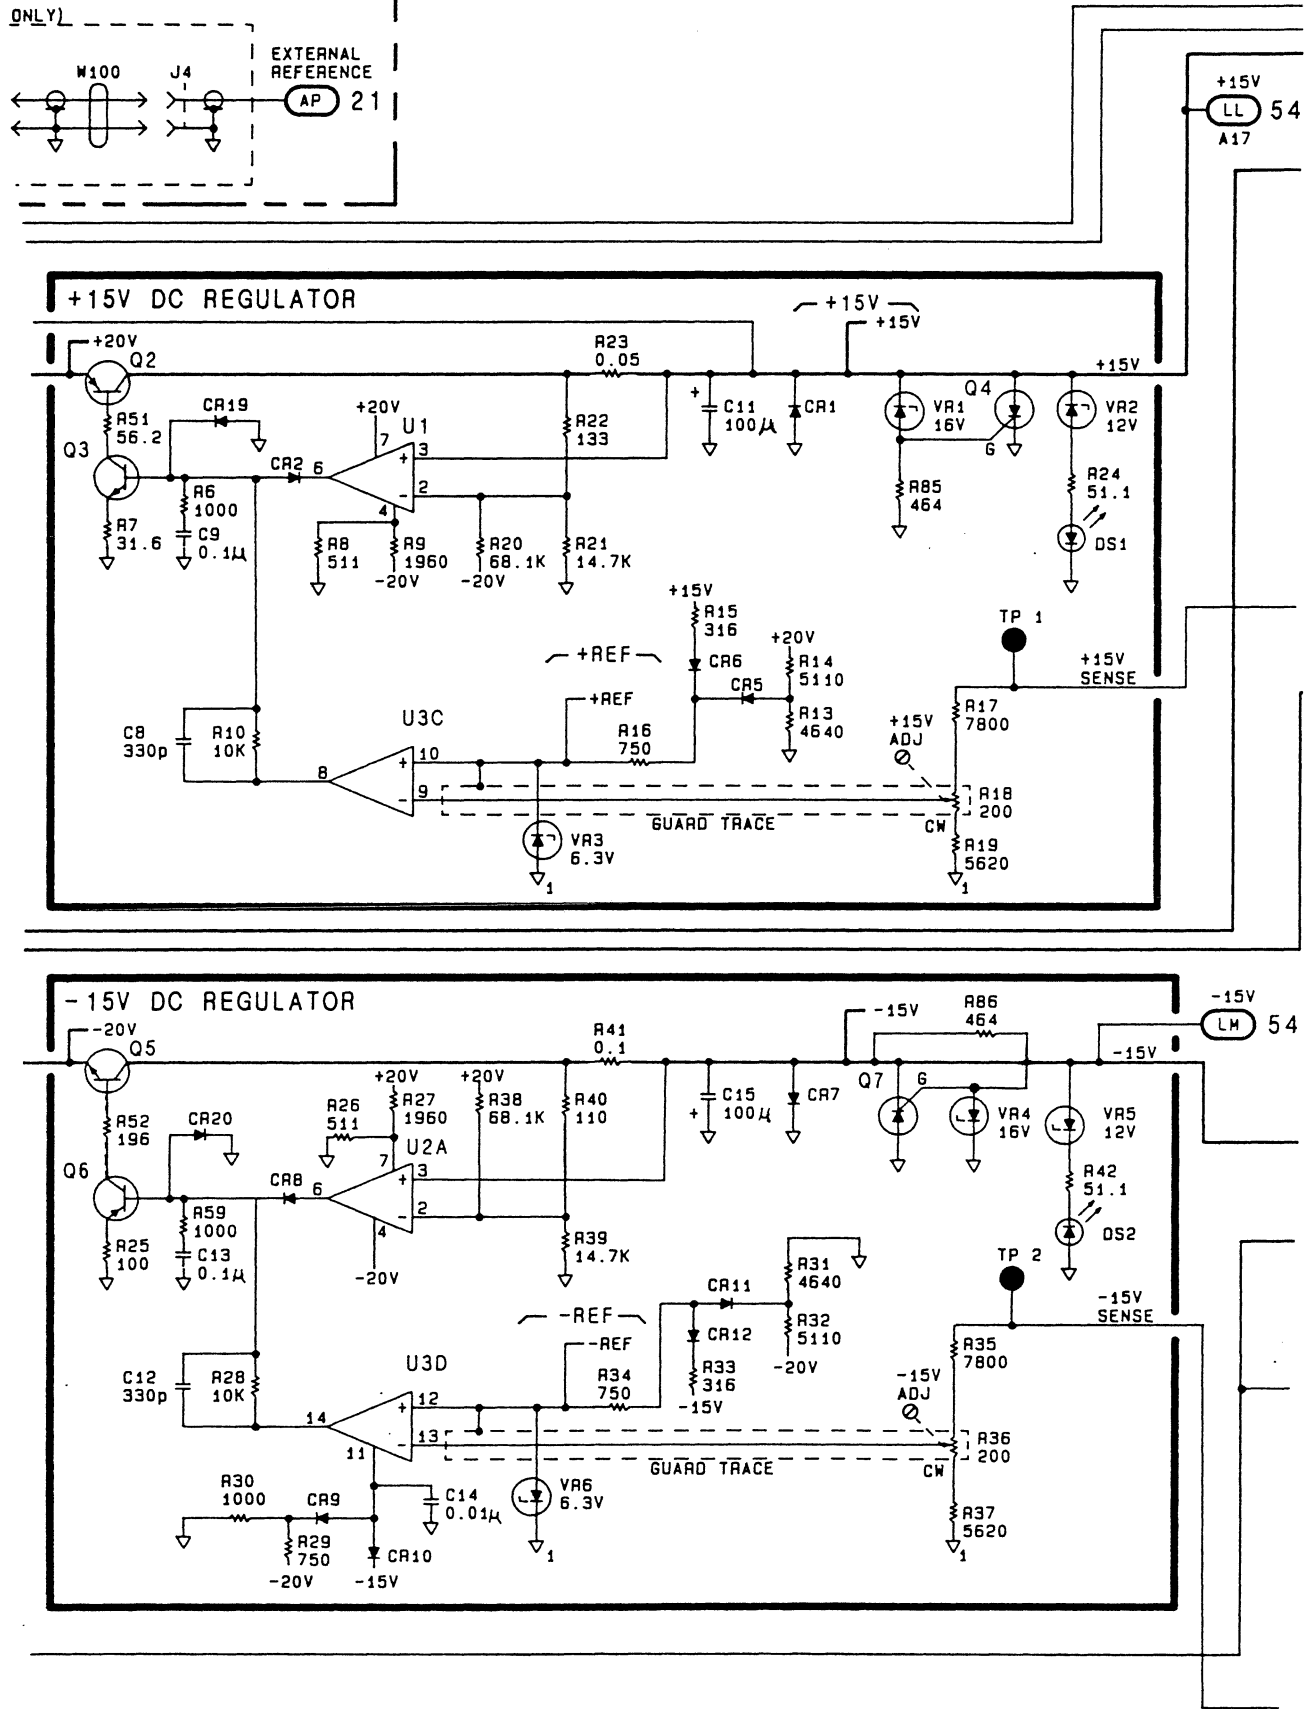 ONLY)
EXTERNAL
REFERENCE
W100
J4
AP 21
+15V
LL 54
A17
+15V DC REGULATOR
+15V
+15V
+20V
Q2
R23
0.05
+15V
R51
56.2
CR19
+20V
U1
7
R22
133
+
C11
100µ
CR1
VR1
16V
Q4
G
VR2
12V
Q3
CR2
6
+
3
-
2
4
R6
1000
C9
0.1µ
R7
31.6
R8
511
R9
1960
-20V
R20
68.1K
-20V
R21
14.7K
R85
464
R24
51.1
DS1
+15V
R15
316
+20V
CR6
R14
5110
CR5
R13
4640
TP 1
+15V
SENSE
+REF
+REF
C8
330p
R10
10K
U3C
8
+
10
-
9
R16
750
+15V
ADJ
R17
7800
R18
200
CW
GUARD TRACE
VR3
6.3V
1
R19
5620
1
-15V DC REGULATOR
-20V
Q5
R41
0.1
-15V
R86
464
-15V
LM 54
-15V
R52
196
CR20
R26
511
+20V
R27
1960
+20V
R38
68.1K
R40
110
C15
100µ
+
CR7
Q7
G
VR4
16V
VR5
12V
Q6
CR8
6
7
U2A
+
3
-
2
4
-20V
R59
1000
C13
0.1µ
R25
100
R39
14.7K
R42
51.1
DS2
R31
4640
CR11
CR12
R32
5110
-20V
R33
316
-15V
TP 2
-15V
SENSE
-REF
-REF
C12
330p
R28
10K
U3D
14
+
12
-
13
11
R34
750
-15V
ADJ
R35
7800
R36
200
CW
GUARD TRACE
R30
1000
CR9
C14
0.01µ
VR6
6.3V
1
R37
5620
1
R29
750
-20V
CR10
-15V